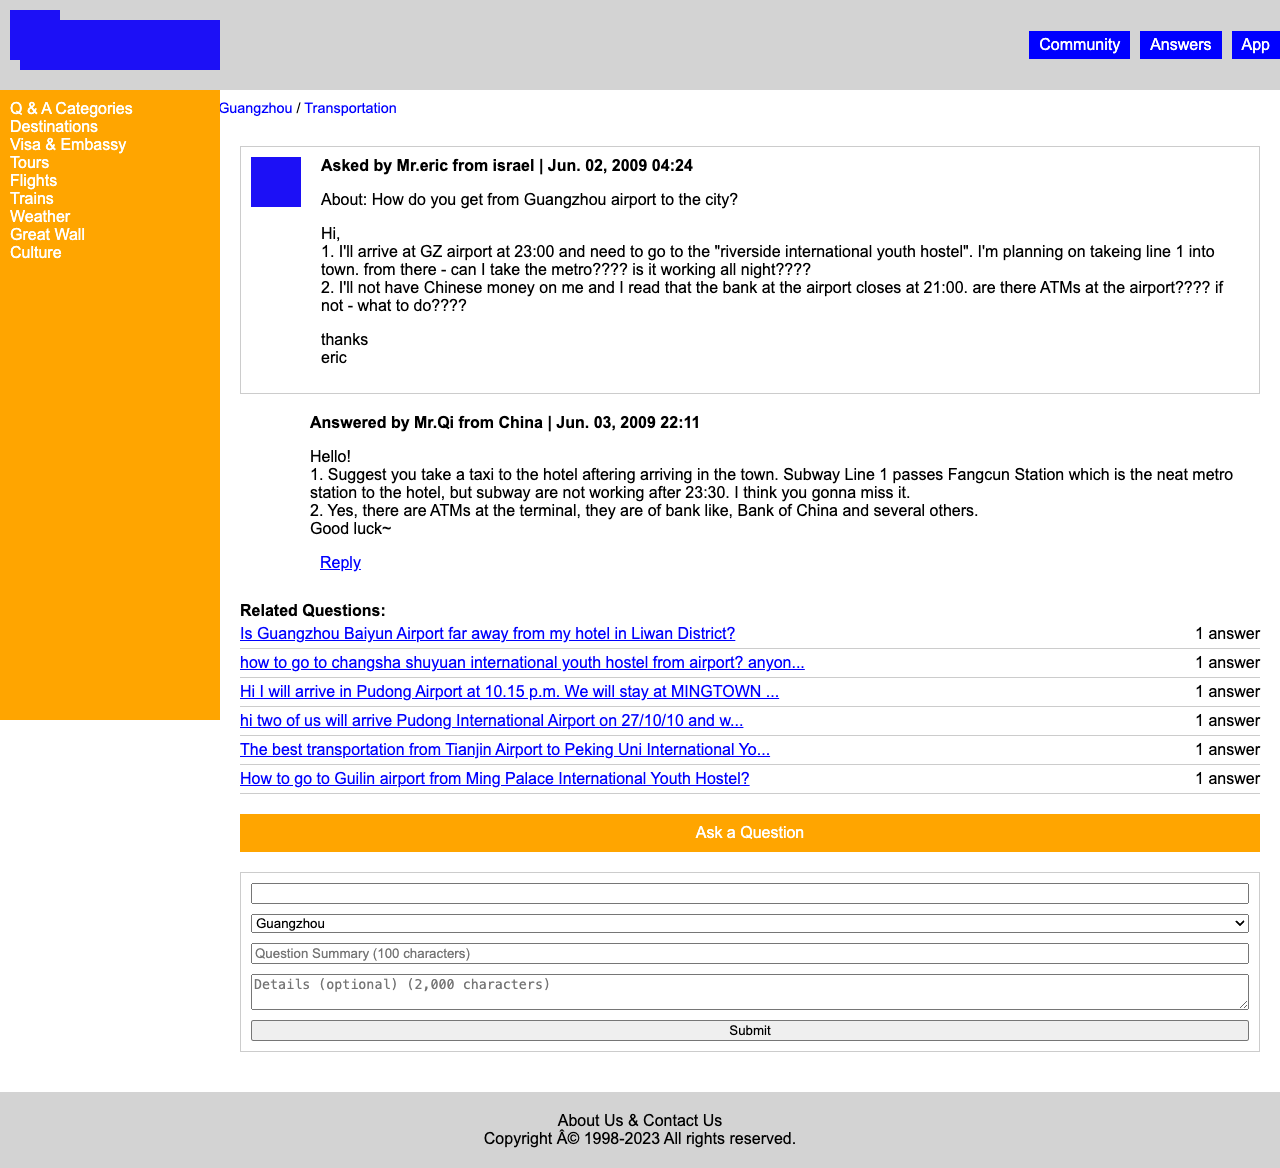 Community Answers App
Guangzhou / Transportation
Q & A Categories
Destinations
Visa & Embassy
Tours
Flights
Trains
Weather
Great Wall
Culture
Asked by Mr.eric from israel | Jun. 02, 2009 04:24
About: How do you get from Guangzhou airport to the city?
Hi,
1. I'll arrive at GZ airport at 23:00 and need to go to the "riverside international youth hostel". I'm planning on takeing line 1 into
town. from there - can I take the metro???? is it working all night????
2. I'll not have Chinese money on me and I read that the bank at the airport closes at 21:00. are there ATMs at the airport???? if
not - what to do????
thanks
eric
Answered by Mr.Qi from China | Jun. 03, 2009 22:11
Hello!
1. Suggest you take a taxi to the hotel aftering arriving in the town. Subway Line 1 passes Fangcun Station which is the neat metro
station to the hotel, but subway are not working after 23:30. I think you gonna miss it.
2. Yes, there are ATMs at the terminal, they are of bank like, Bank of China and several others.
Good luck~
Reply
Related Questions:
Is Guangzhou Baiyun Airport far away from my hotel in Liwan District? 1 answer
how to go to changsha shuyuan international youth hostel from airport? anyon... 1 answer
Hi I will arrive in Pudong Airport at 10.15 p.m. We will stay at MINGTOWN ... 1 answer
hi two of us will arrive Pudong International Airport on 27/10/10 and w... 1 answer
The best transportation from Tianjin Airport to Peking Uni International Yo... 1 answer
How to go to Guilin airport from Ming Palace International Youth Hostel? 1 answer
Ask a Question
Guangzhou
Question Summary (100 characters)
Details (optional) (2,000 characters)
Submit
About Us & Contact Us
Copyright Â© 1998-2023 All rights reserved.